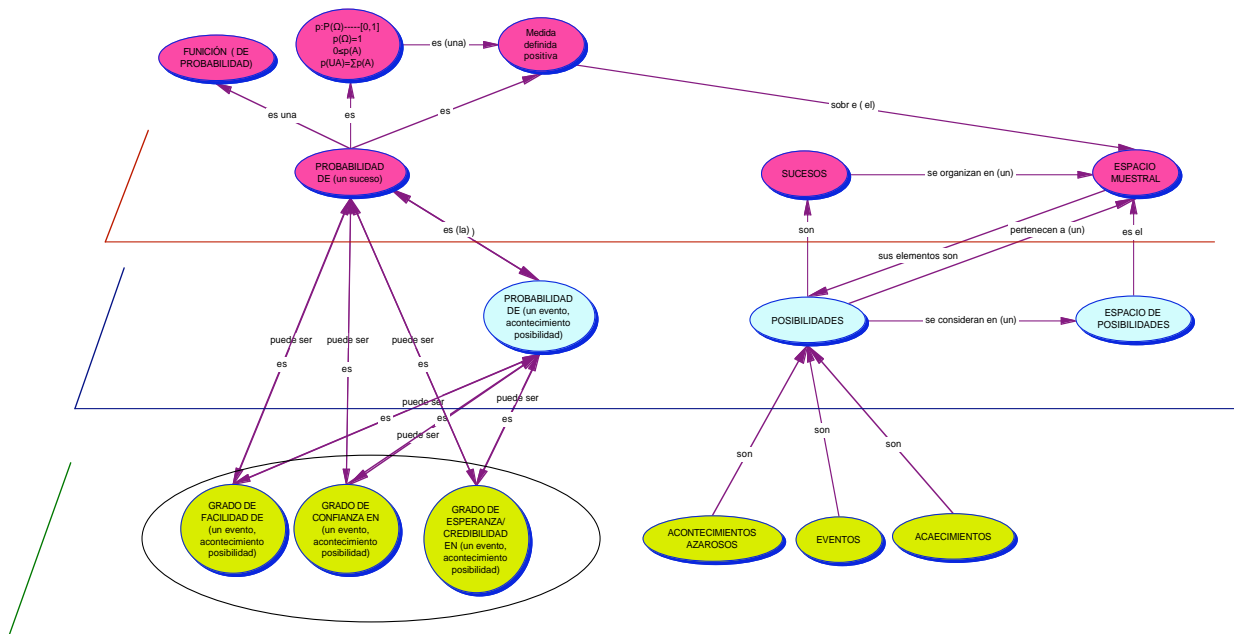 p:P(Ω)-----[0,1]
p(Ω)=1
0≤p(A)
p(UA)=∑p(A)
es (una)
Medida
definida
positiva
FUNCIÓN ( DE
PROBABILIDAD)
sobr e ( el)
es una
es
es
PROBABILIDAD
DE (un suceso)
SUCESOS
se organizan en (un)
ESPACIO
MUESTRAL
es (la) )
son
pertenecen a (un)
es el
sus elementos son
PROBABILIDAD
DE (un evento,
acontecimiento
posibilidad)
POSIBILIDADES
se consideran en (un)
ESPACIO DE
POSIBILIDADES
puede ser
puede ser
puede ser
es
es
es
puede ser
puede ser
es
es
es
puede ser
son
son
son
GRADO DE
FACILIDAD DE
(un evento,
acontecimiento
posibilidad)
GRADO DE
CONFIANZA EN
(un evento,
acontecimiento
posibilidad)
GRADO DE
ESPERANZA/
CREDIBILIDAD
EN (un evento,
acontecimiento
posibilidad)
ACONTECIMIENTOS
AZAROSOS
EVENTOS
ACAECIMIENTOS